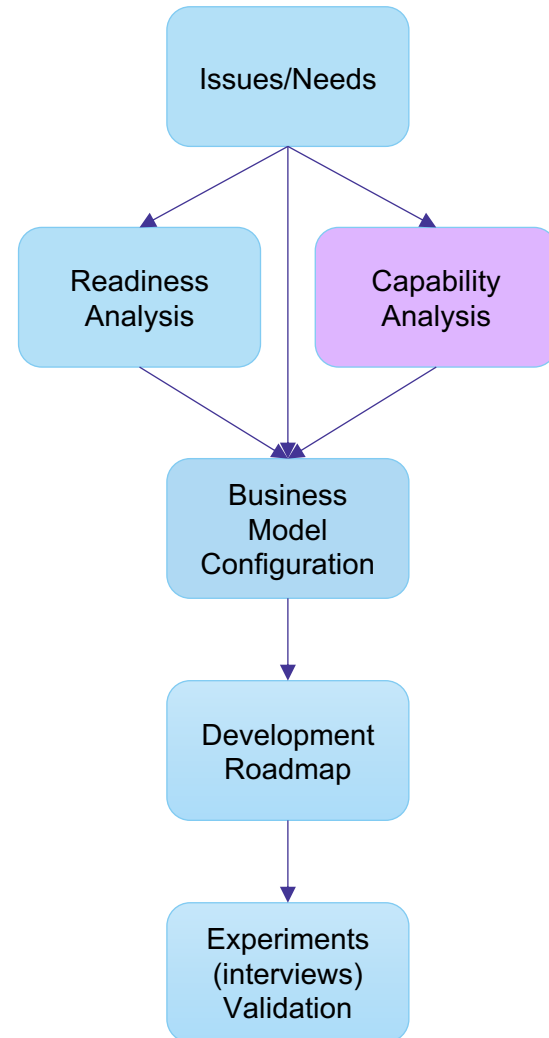 Issues/Needs
Readiness
Analysis
Capability
Analysis
Business
Model
Configuration
Development
Roadmap
Experiments
(interviews)
Validation